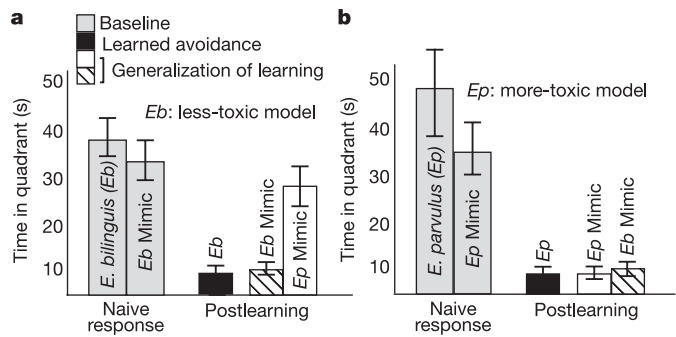 a
Baseline
Learned avoidance
Generalization of learning
Eb: less-toxic model
Time in quadrant (s)
50
40
30
20
10
E. bilinguis (Eb)
Eb Mimic
Eb
Eb Mimic
Ep Mimic
Naive
response
Postlearning
b
Ep: more-toxic model
Time in quadrant (s)
50
40
30
20
10
E. parvulus (Ep)
Ep Mimic
Ep
Ep Mimic
Eb Mimic
Naive
response
Postlearning